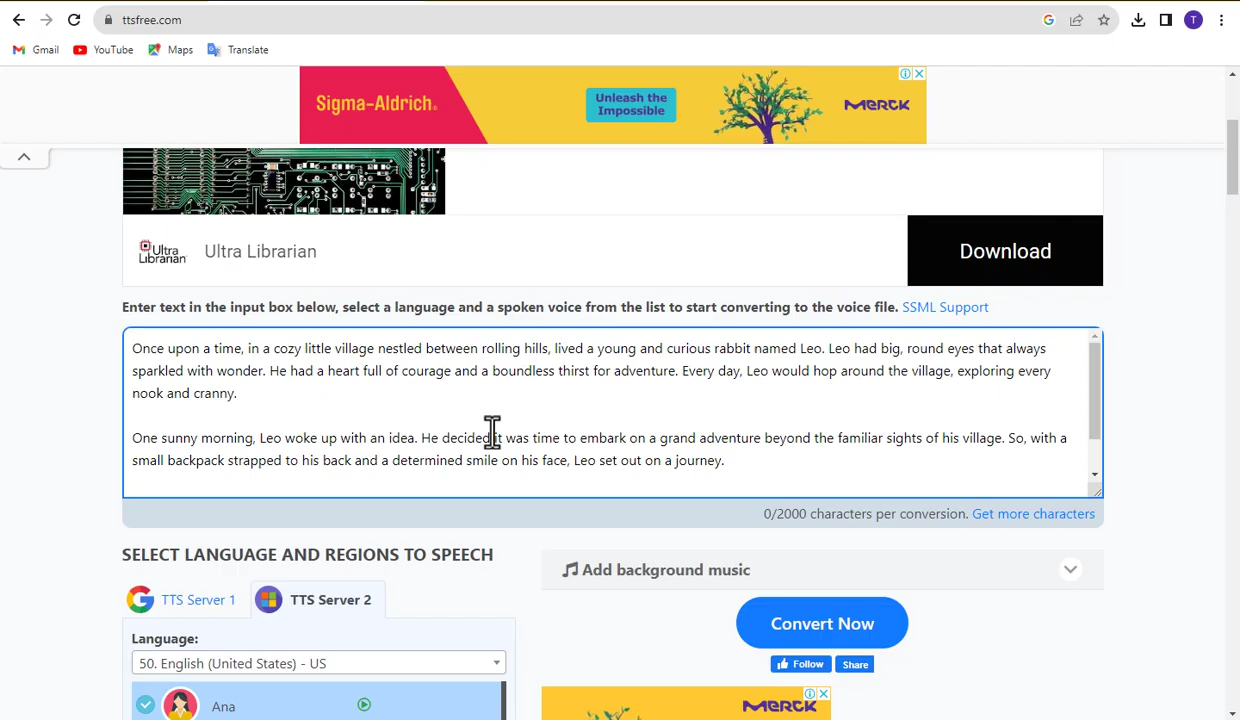 ttsfree.com
Gmail YouTube Maps Translate
Sigma-Aldrich®
Unleash the
Impossible
MERCK
Ultra
Librarian
Ultra Librarian
Download
Enter text in the input box below, select a language and a spoken voice from the list to start converting to the voice file. SSML Support
Once upon a time, in a cozy little village nestled between rolling hills, lived a young and curious rabbit named Leo. Leo had big, round eyes that always
sparkled with wonder. He had a heart full of courage and a boundless thirst for adventure. Every day, Leo would hop around the village, exploring every
nook and cranny.
One sunny morning, Leo woke up with an idea. He decided it was time to embark on a grand adventure beyond the familiar sights of his village. So, with a
small backpack strapped to his back and a determined smile on his face, Leo set out on a journey.
0/2000 characters per conversion. Get more characters
SELECT LANGUAGE AND REGIONS TO SPEECH
Add background music
TTS Server 1
TTS Server 2
Convert Now
Language:
50. English (United States) - US
Follow Share
Ana
MERCK